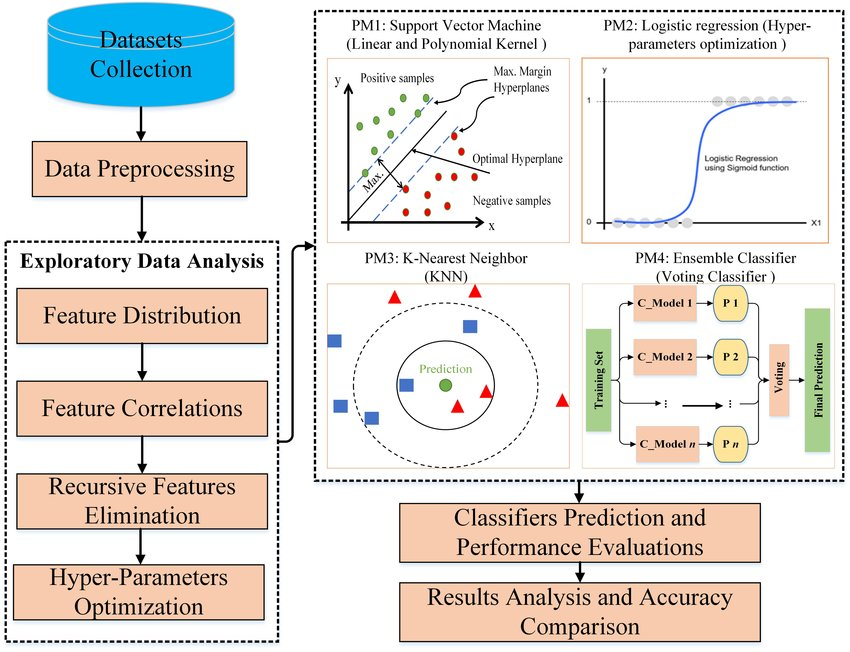 Datasets
Collection
Data Preprocessing
Exploratory Data Analysis
Feature Distribution
Feature Correlations
Recursive Features
Elimination
Hyper-Parameters
Optimization
PM1: Support Vector Machine
(Linear and Polynomial Kernel )
y
Positive samples
Max. Margin
Hyperplanes
Optimal Hyperplane
Max.
Negative samples
x
PM2: Logistic regression (Hyper-
parameters optimization )
y
1
Logistic Regression
using Sigmoid function
0
X1
PM3: K-Nearest Neighbor
(KNN)
Prediction
PM4: Ensemble Classifier
(Voting Classifier )
Training Set
C_Model 1
P 1
C_Model 2
P 2
⋮
⋮
C_Model n
P n
Voting
Final Prediction
Classifiers Prediction and
Performance Evaluations
Results Analysis and Accuracy
Comparison